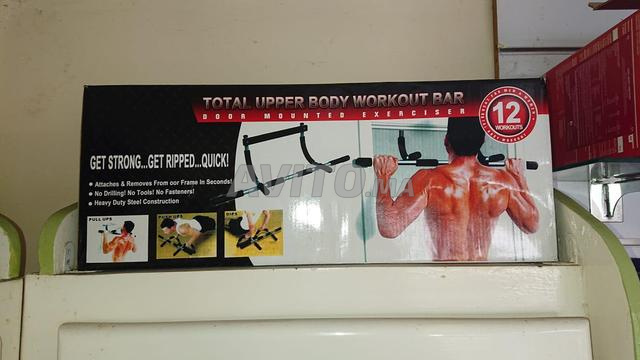 TOTAL UPPER BODY WORKOUT BAR
DOOR MOUNTED EXERCISER
GET STRONG...GET RIPPED...QUICK!
Attaches & Removes From oor Frame In Seconds!
No Drilling! No Tools! No Fasteners!
Heavy Duty Steel Construction
PULL UPS
PUSH UPS
DIPS
12
WORKOUTS
AVITO.MA